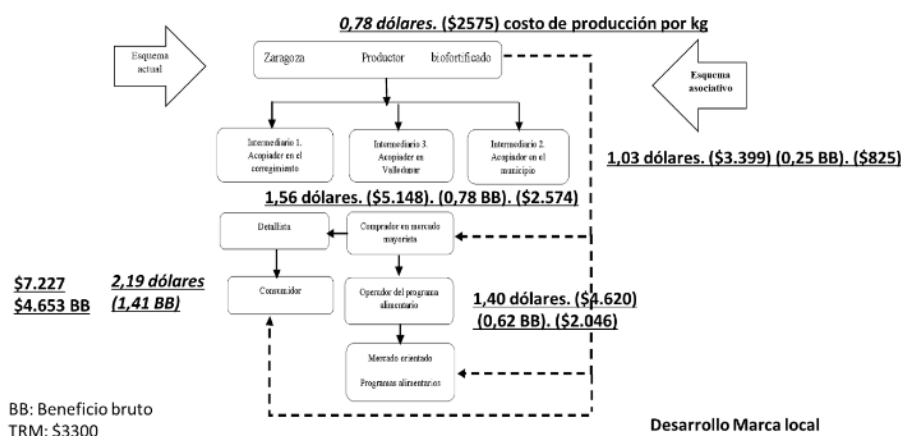 0,78 dólares. ($2575) costo de producción por kg
Esquema
actual
Zaragoza Productor biofortificado
Esquema
asociativo
Intermediario 1.
Acopiador en el
corregimiento
Intermediario 3.
Acopiador en
Valledupar
Intermediario 2.
Acopiador en el
municipio
1,03 dólares. ($3.399) (0,25 BB). ($825)
1,56 dólares. ($5.148). (0,78 BB). ($2.574)
Detallista
Comprador en mercado
mayorista
$7.227
$4.653 BB
2,19 dólares
(1,41 BB)
Consumidor
Operador del programa
alimentario
1,40 dólares. ($4.620)
(0,62 BB). ($2.046)
Mercado orientado
Programas alimentarios
BB: Beneficio bruto
TRM: $3300
Desarrollo Marca local